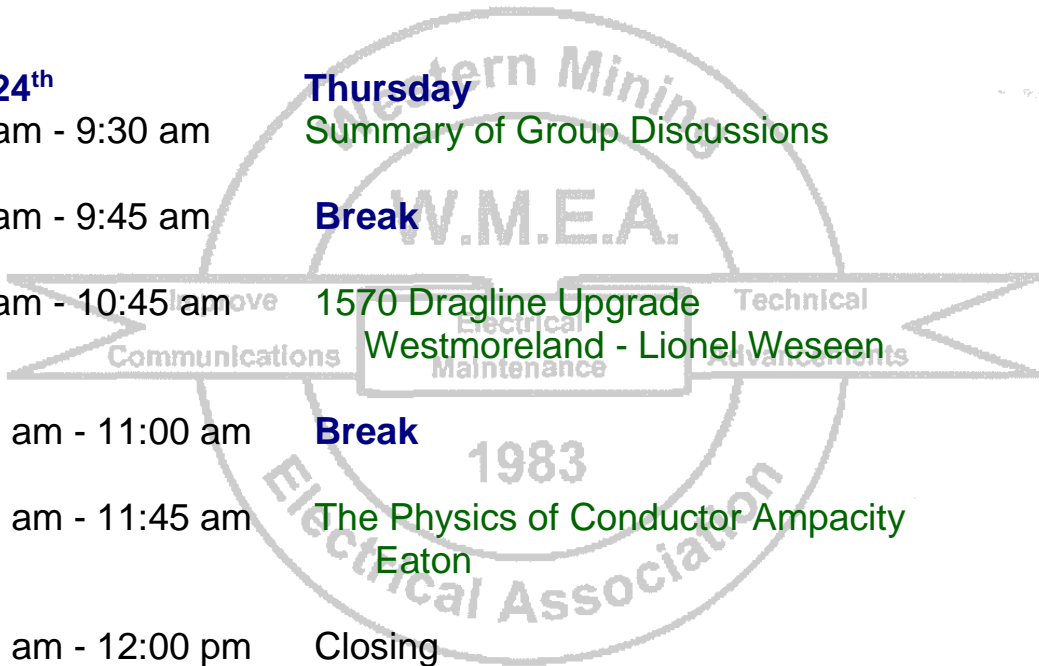 24th Thursday
am - 9:30 am Summary of Group Discussions
am - 9:45 am Break
am - 10:45 am 1570 Dragline Upgrade
Westmoreland - Lionel Weseen
am - 11:00 am Break
am - 11:45 am The Physics of Conductor Ampacity
Eaton
am - 12:00 pm Closing
Western Mining
W.M.E.A.
Improve
Communications
Electrical
Maintenance
Technical
Advancements
1983
Electrical Association